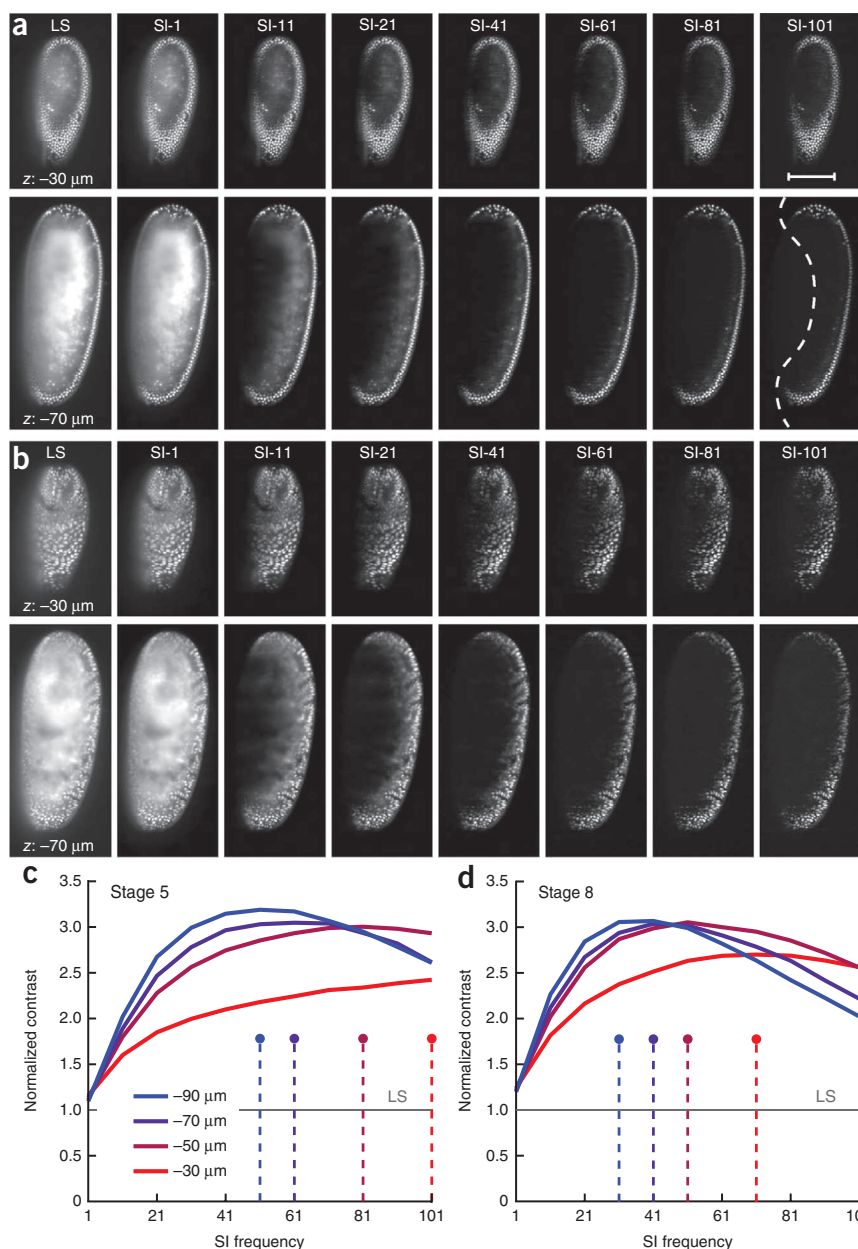 a
LS SI-1 SI-11 SI-21 SI-41 SI-61 SI-81 SI-101
z: –30 μm
z: –70 μm
b
LS SI-1 SI-11 SI-21 SI-41 SI-61 SI-81 SI-101
z: –30 μm
z: –70 μm
c
Stage 5
Normalized contrast
3.5
3.0
2.5
2.0
1.5
1.0
0.5
0
LS
–90 μm
–70 μm
–50 μm
–30 μm
1 21 41 61 81 101
SI frequency
d
Stage 8
Normalized contrast
3.5
3.0
2.5
2.0
1.5
1.0
0.5
0
LS
1 21 41 61 81
SI frequency